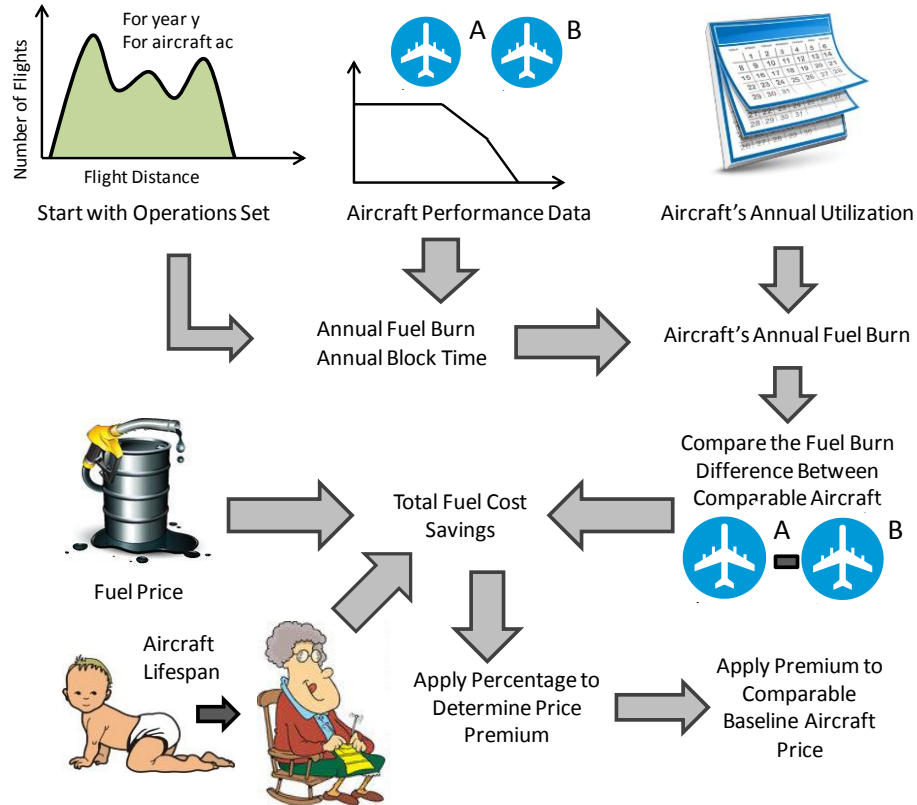 For year y
For aircraft ac
Number of Flights
Flight Distance
Start with Operations Set
A
B
Aircraft Performance Data
Aircraft's Annual Utilization
Annual Fuel Burn
Annual Block Time
Aircraft's Annual Fuel Burn
Compare the Fuel Burn
Difference Between
Comparable Aircraft
A
B
Fuel Price
Total Fuel Cost
Savings
Aircraft
Lifespan
Apply Percentage to
Determine Price
Premium
Apply Premium to
Comparable
Baseline Aircraft
Price